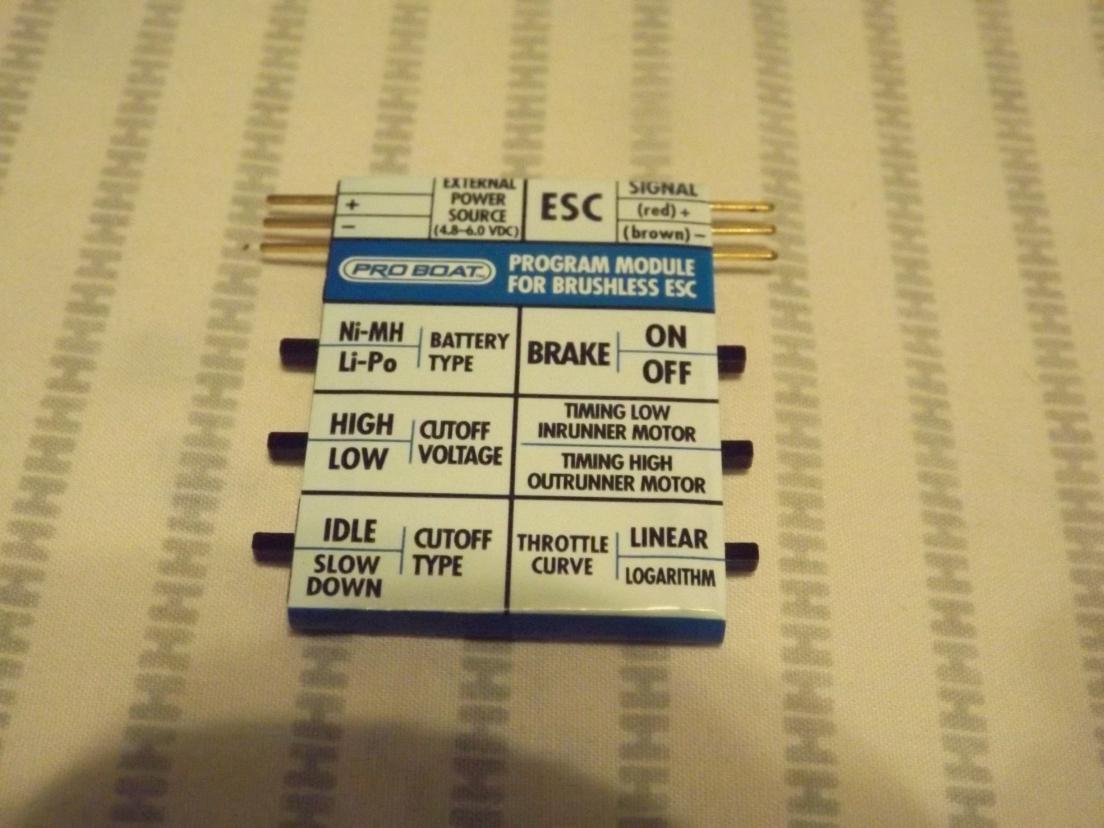 EXTERNAL
POWER
SOURCE
(4.8–6.0 VDC)
+
–
ESC
SIGNAL
(red) +
(brown) –
PRO BOAT™
PROGRAM MODULE
FOR BRUSHLESS ESC
Ni-MH
Li-Po
BATTERY
TYPE
BRAKE
ON
OFF
HIGH
LOW
CUTOFF
VOLTAGE
TIMING LOW
INRUNNER MOTOR
TIMING HIGH
OUTRUNNER MOTOR
IDLE
SLOW
DOWN
CUTOFF
TYPE
THROTTLE
CURVE
LINEAR
LOGARITHM